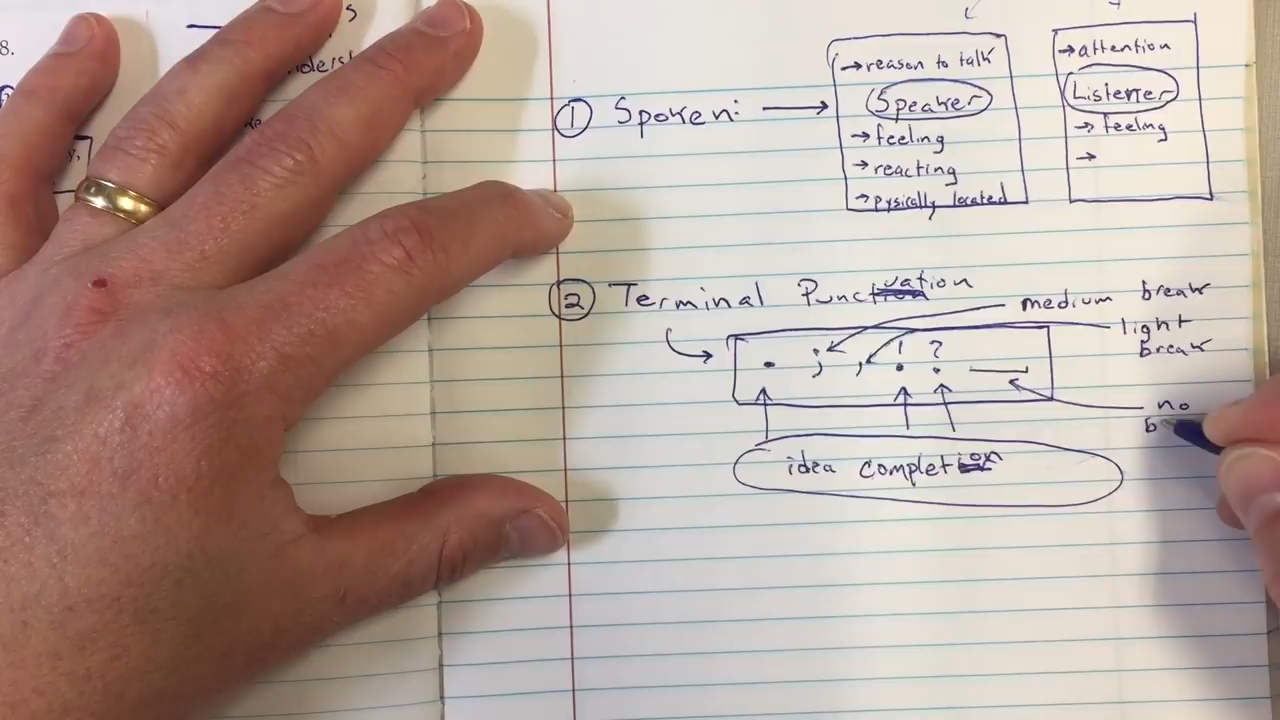 8.
s
① Spoken: →
→ reason to talk
Speaker
→ feeling
→ reacting
→ pysically located
→ attention
Listener
→ feeling
→
② Terminal Punctuation
medium break
light
break
. ; , ! ? —
no
b
idea completion